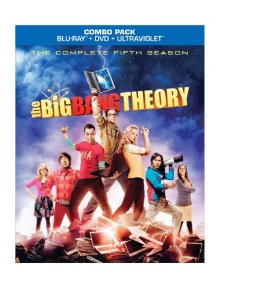 COMBO PACK
BLU-RAY + DVD + ULTRAVIOLET
THE COMPLETE FIFTH SEASON
the BIG BANG THEORY